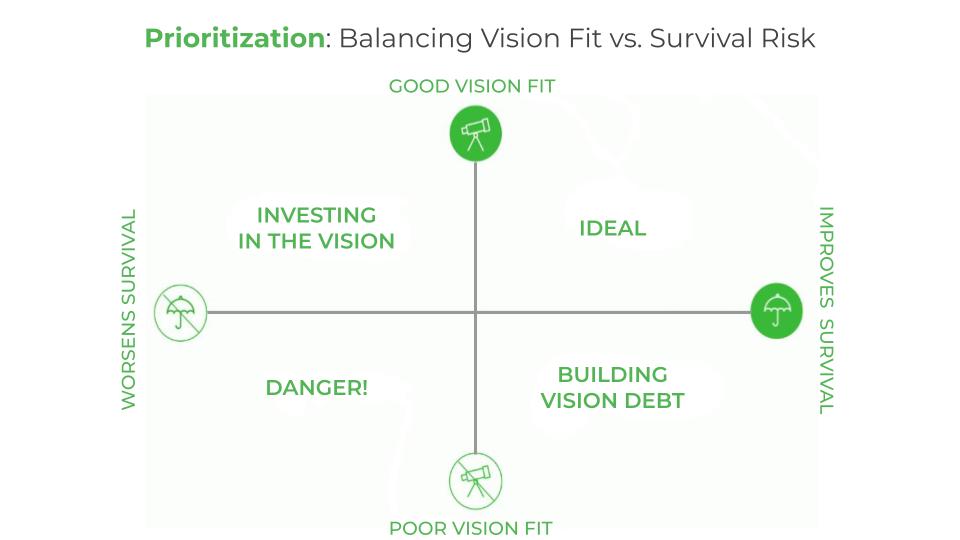 Prioritization: Balancing Vision Fit vs. Survival Risk
GOOD VISION FIT
INVESTING
IN THE VISION
IDEAL
WORSENS SURVIVAL
IMPROVES SURVIVAL
DANGER!
BUILDING
VISION DEBT
POOR VISION FIT